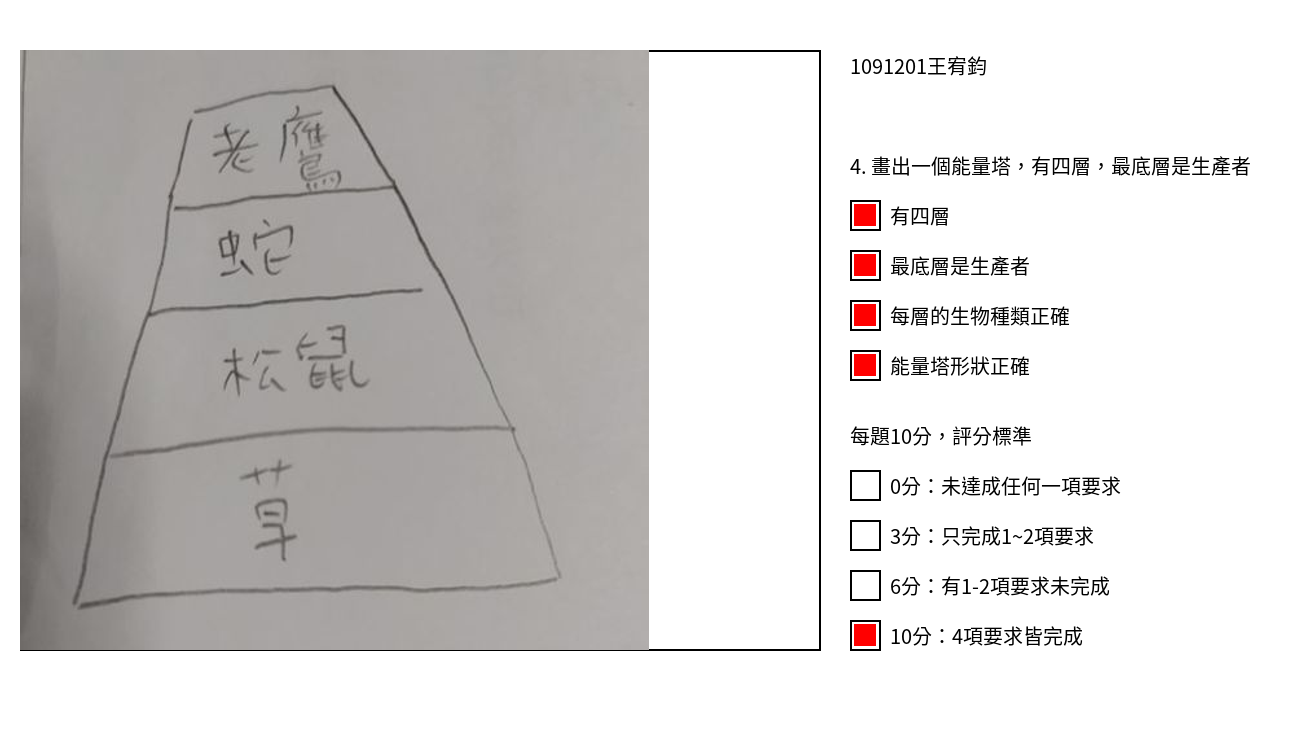 老鷹
蛇
松鼠
草
1091201王宥鈞
4. 畫出一個能量塔，有四層，最底層是生產者
有四層
最底層是生產者
每層的生物種類正確
能量塔形狀正確
每題10分，評分標準
0分：未達成任何一項要求
3分：只完成1~2項要求
6分：有1-2項要求未完成
10分：4項要求皆完成